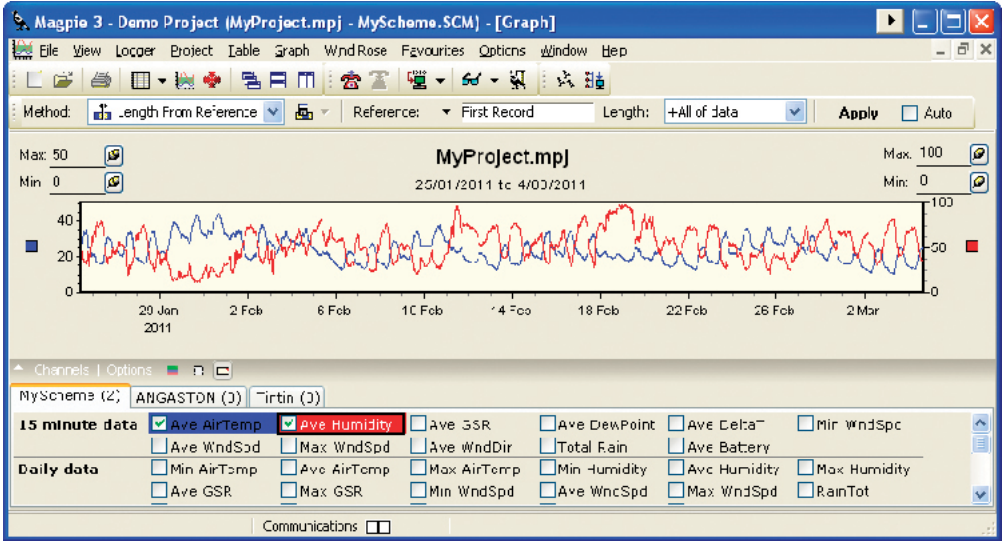 Magpie 3 - Demo Project (MyProject.mpj - MyScheme.SCM) - [Graph]
File View Logger Project Table Graph WndRose Favourites Options Window Help
Method: Length From Reference Reference: First Record Length: +All of data Apply Auto
Max: 50 MyProject.mpj Max. 100
Min 0 25/01/2011 to 4/03/2011 Min: 0
40 100
20 50
0 0
29 Jan 2 Feb 6 Feb 10 Feb 14 Feb 18 Feb 22 Feb 26 Feb 2 Mar
2011
Channels | Options
MyScheme (2) ANGASTON (0) Tintin (0)
15 minute data Ave AirTemp Ave Humidity Ave GSR Ave DewPoint Ave DeltaT Min WndSpd
Ave WndSpd Max WndSpd Ave WndDir Total Rain Ave Battery
Daily data Min AirTemp Ave AirTemp Max AirTemp Min Humidity Ave Humidity Max Humidity
Ave GSR Max GSR Min WndSpd Ave WndSpd Max WndSpd RainTot
Communications